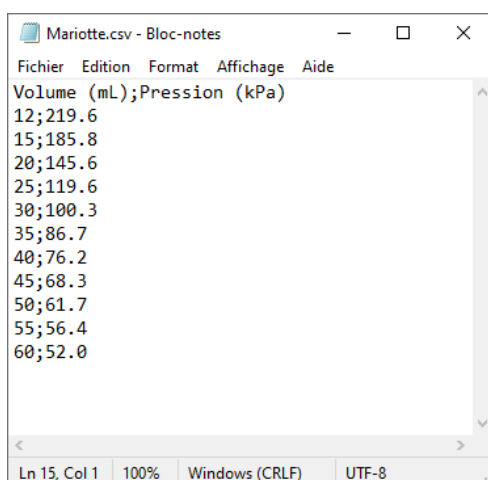 Mariotte.csv - Bloc-notes
Fichier Edition Format Affichage Aide
Volume (mL);Pression (kPa)
12;219.6
15;185.8
20;145.6
25;119.6
30;100.3
35;86.7
40;76.2
45;68.3
50;61.7
55;56.4
60;52.0
Ln 15, Col 1 100% Windows (CRLF) UTF-8